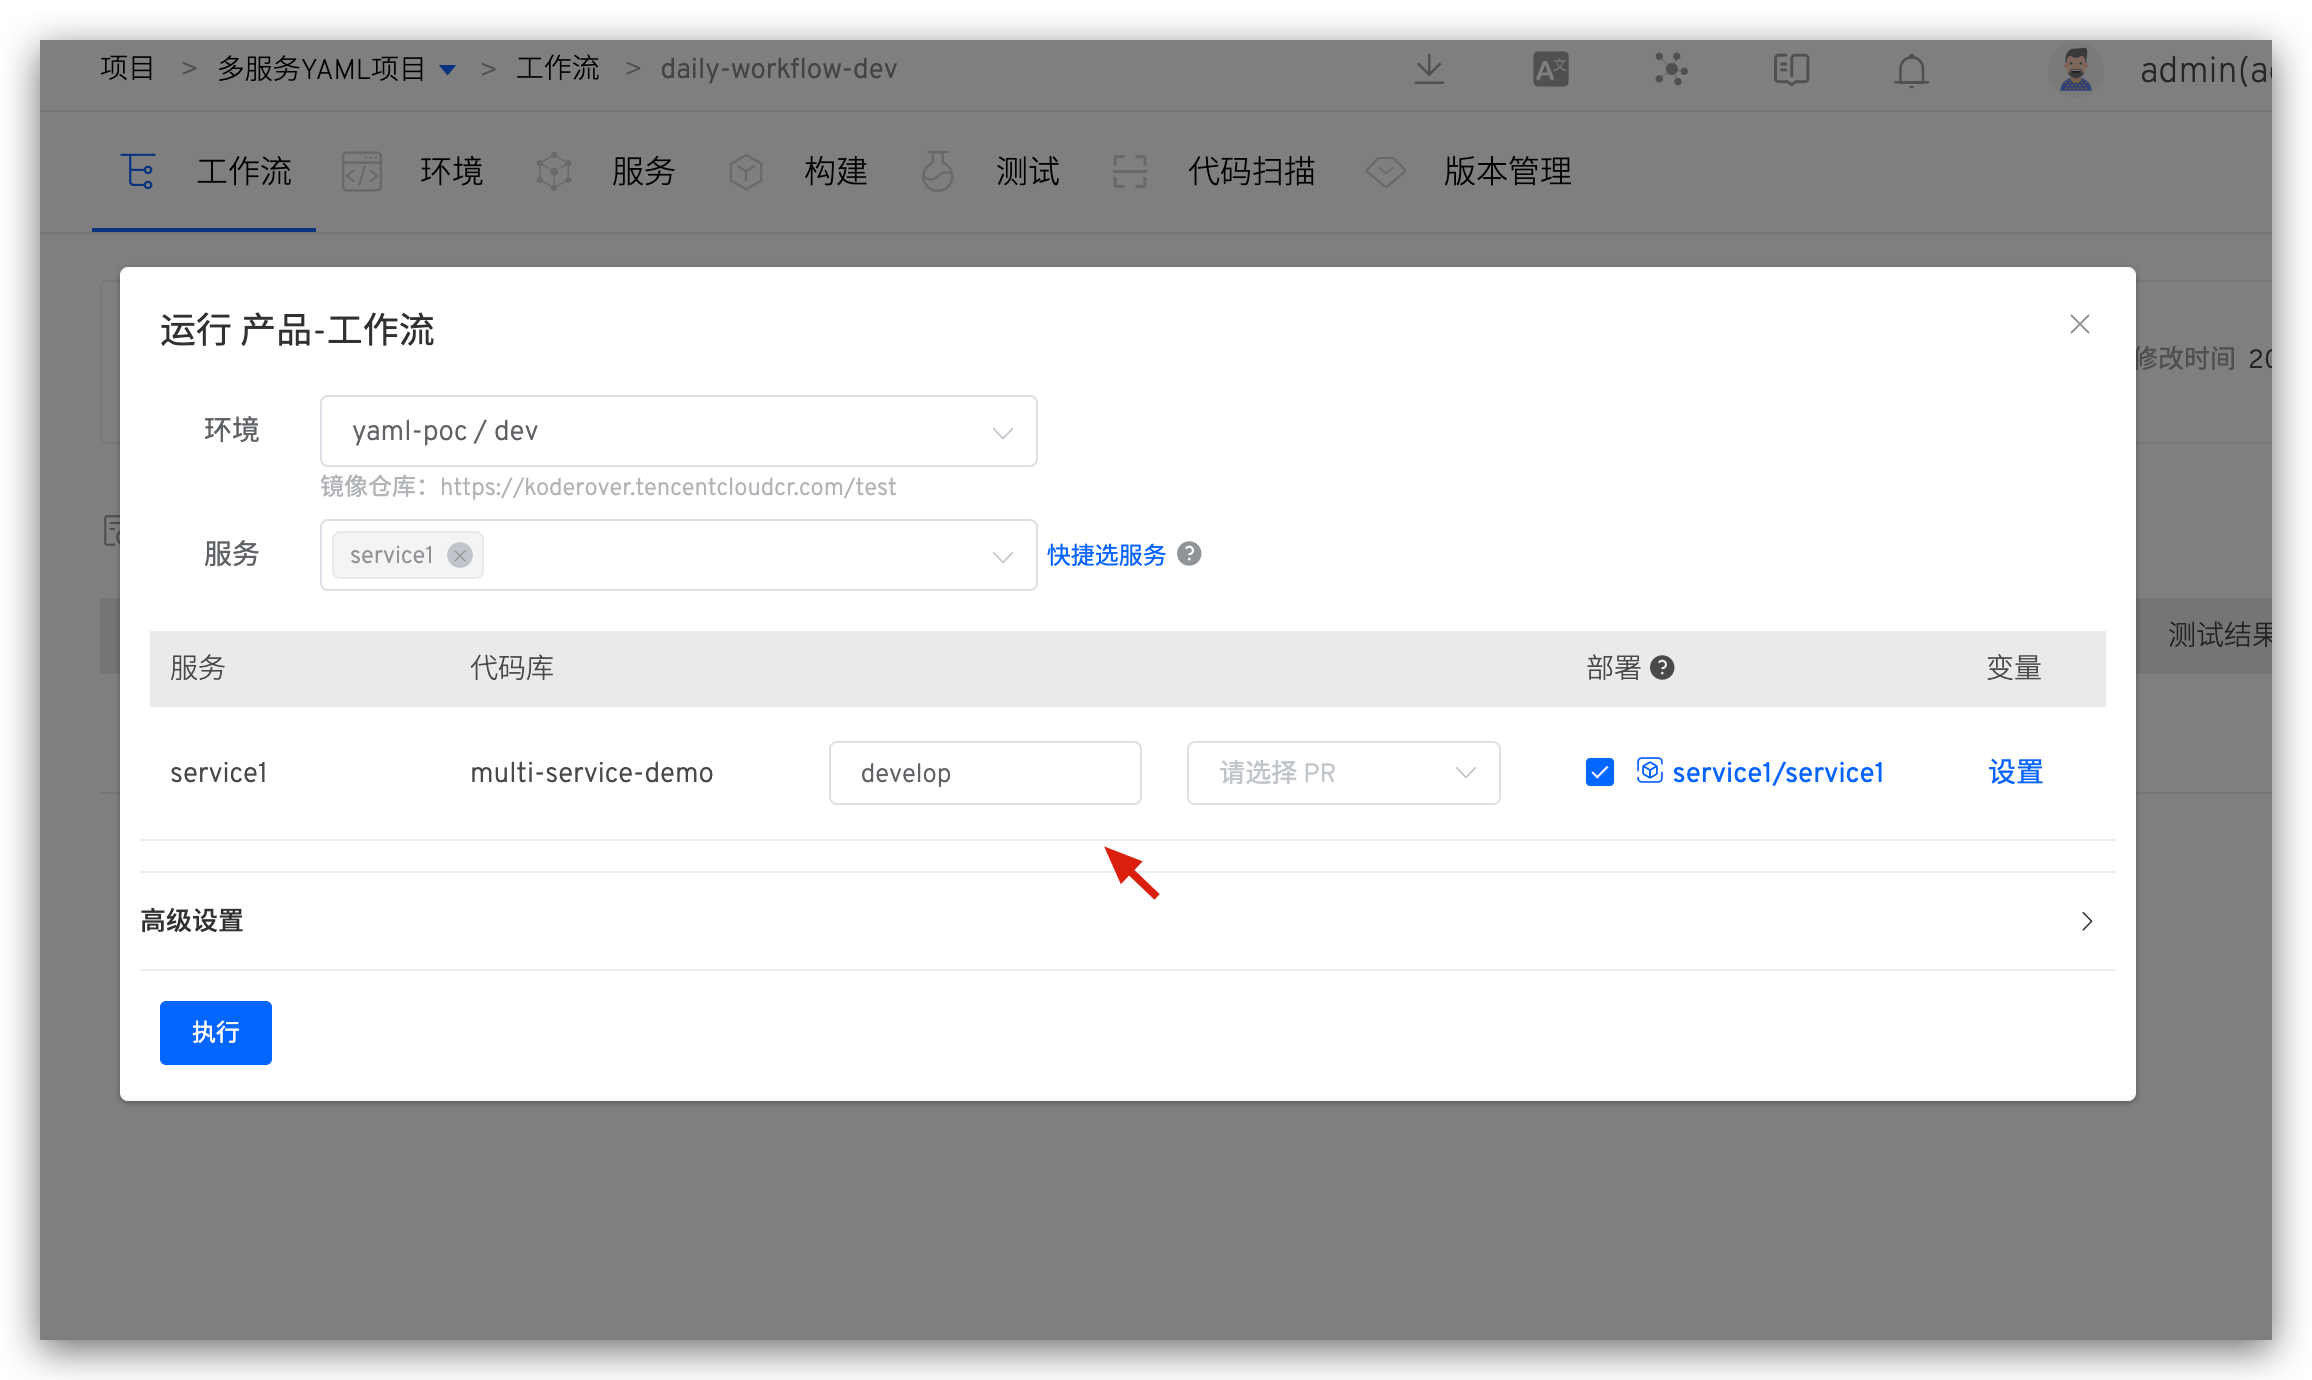 项目 > 多服务YAML项目 > 工作流 > daily-workflow-dev
admin(a
工作流 环境 服务 构建 测试 代码扫描 版本管理
运行 产品-工作流
修改时间 20
环境 yaml-poc / dev
镜像仓库：https://koderover.tencentcloudcr.com/test
服务 service1 快捷选服务
测试结果
服务 代码库 部署 变量
service1 multi-service-demo develop 请选择 PR service1/service1 设置
高级设置
执行